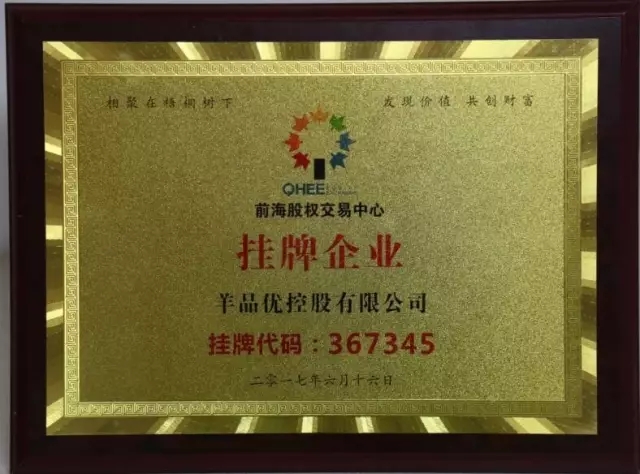 相聚在梧桐树下
发现价值 共创财富
QHEE
前海股权交易中心
挂牌企业
羊品优控股有限公司
挂牌代码：367345
二零一七年六月十六日